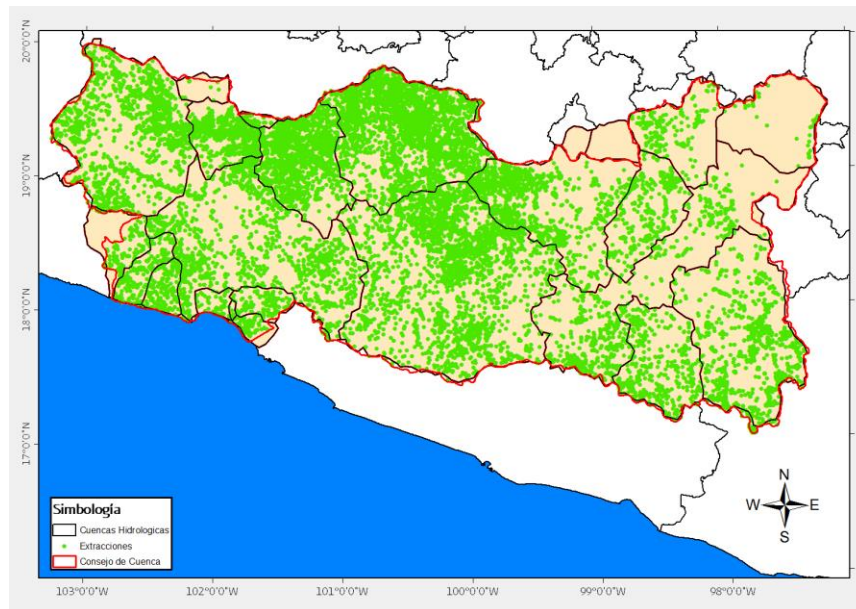 20°0'0"N
19°0'0"N
18°0'0"N
17°0'0"N
N
W E
S
Simbología
Cuencas Hidrologicas
Extracciones
Consejo de Cuenca
103°0'0"W 102°0'0"W 101°0'0"W 100°0'0"W 99°0'0"W 98°0'0"W